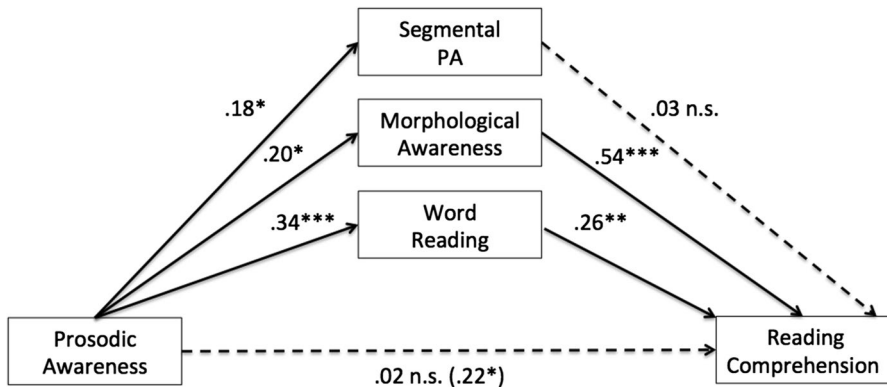 Segmental
PA
.18*
.03 n.s.
Morphological
Awareness
.20*
.54***
Word
Reading
.34***
.26**
Prosodic
Awareness
Reading
Comprehension
.02 n.s. (.22*)